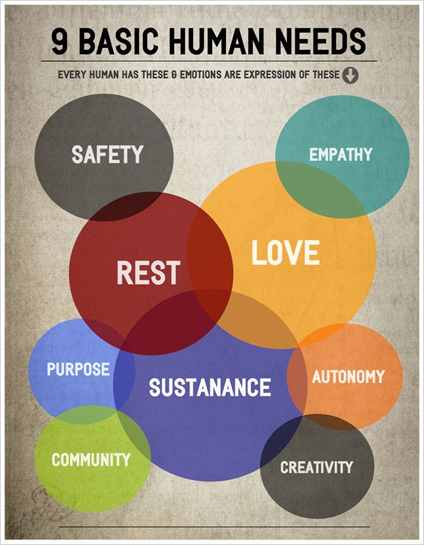 9 BASIC HUMAN NEEDS
EVERY HUMAN HAS THESE & EMOTIONS ARE EXPRESSION OF THESE
SAFETY
EMPATHY
LOVE
REST
PURPOSE
SUSTANANCE
AUTONOMY
COMMUNITY
CREATIVITY